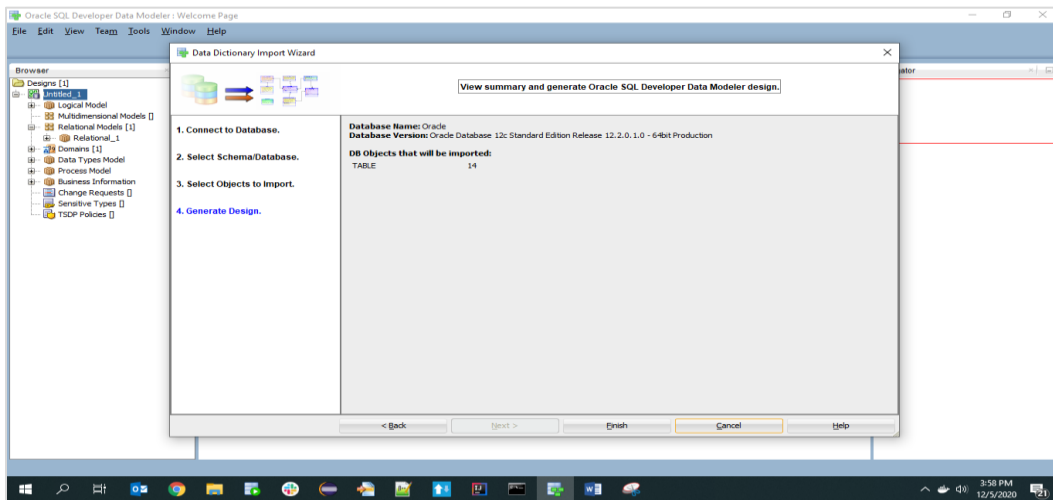 Oracle SQL Developer Data Modeler : Welcome Page
File Edit View Team Tools Window Help
Data Dictionary Import Wizard
Browser
Designs [1]
Untitled_1
Logical Model
Multidimensional Models []
Relational Models [1]
Relational_1
Domains [1]
Data Types Model
Process Model
Business Information
Change Requests []
Sensitive Types []
TSDP Policies []
View summary and generate Oracle SQL Developer Data Modeler design.
1. Connect to Database.
2. Select Schema/Database.
3. Select Objects to Import.
4. Generate Design.
Database Name: Oracle
Database Version: Oracle Database 12c Standard Edition Release 12.2.0.1.0 - 64bit Production
DB Objects that will be imported:
TABLE 14
< Back Next > Finish Cancel Help
ator
3:58 PM
12/5/2020